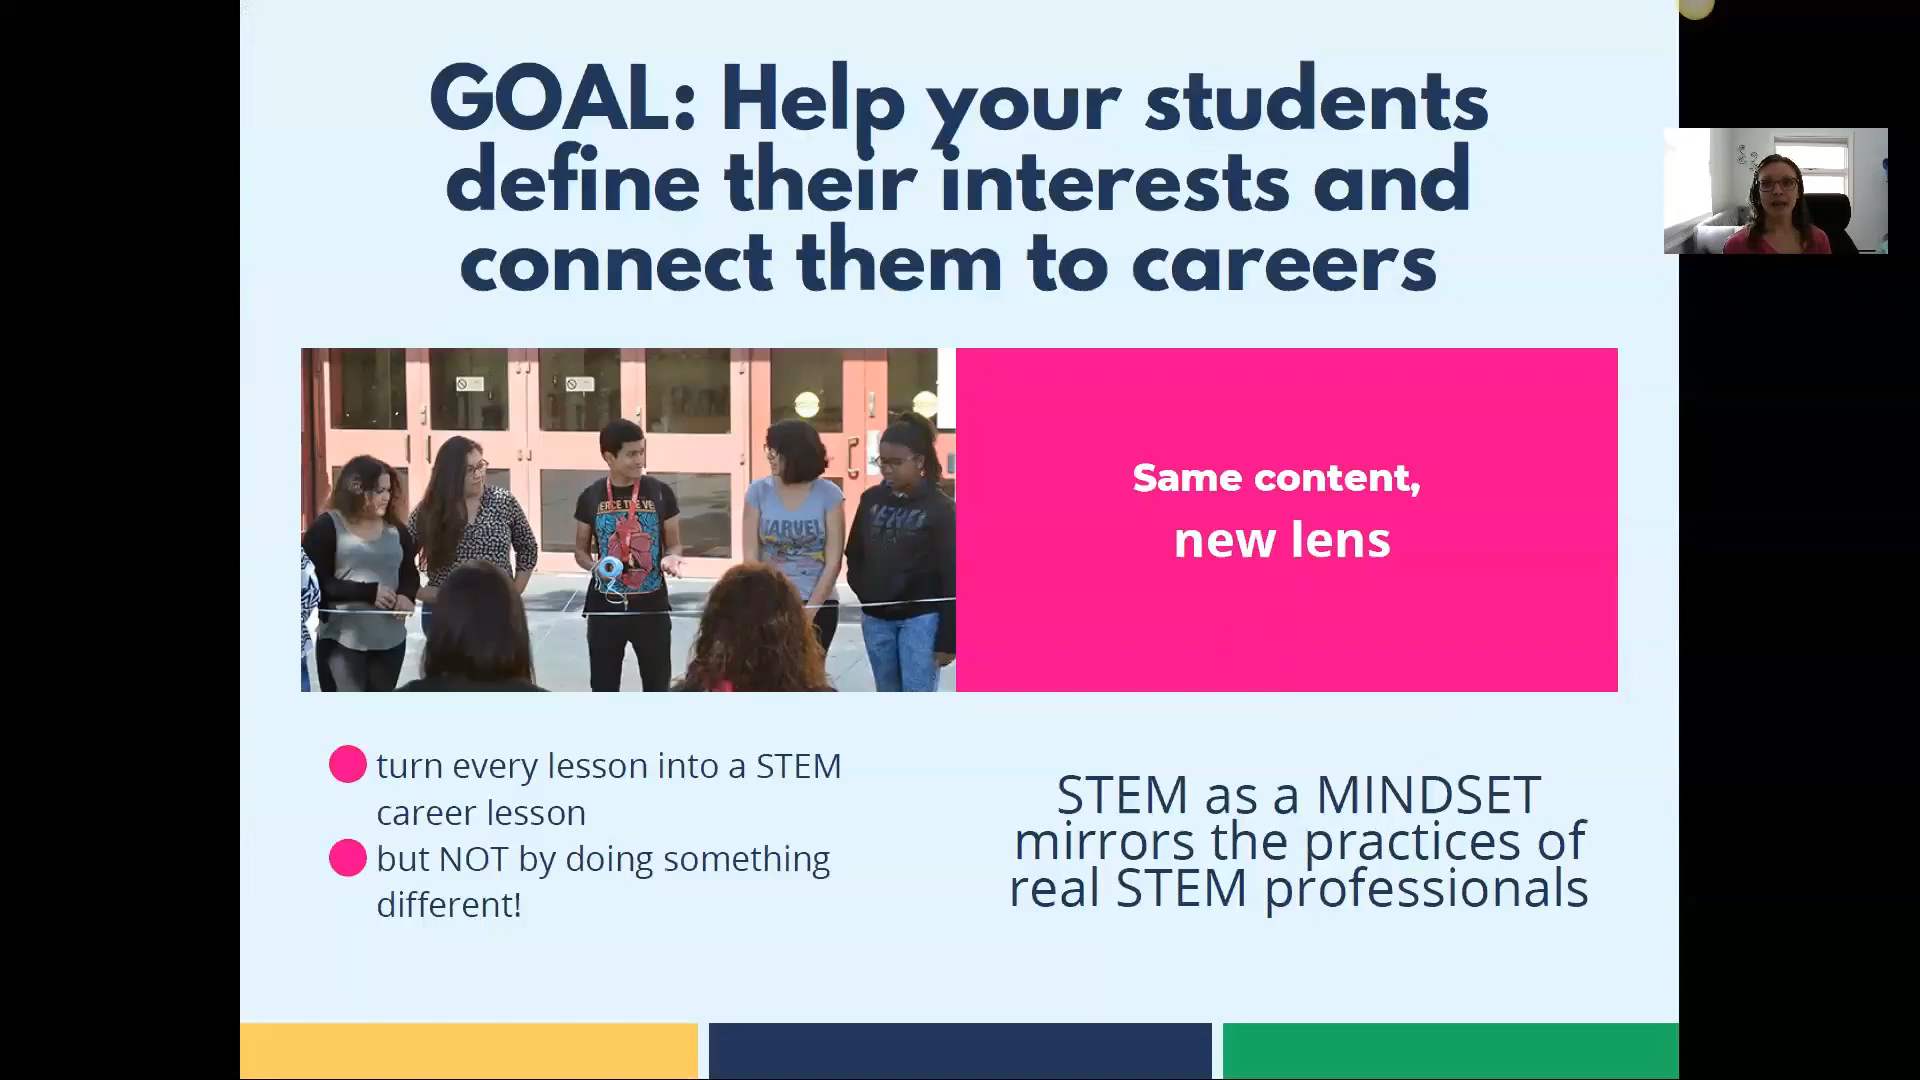 GOAL: Help your students
define their interests and
connect them to careers
MARVEL
Same content,
new lens
turn every lesson into a STEM
career lesson
but NOT by doing something
different!
STEM as a MINDSET
mirrors the practices of
real STEM professionals